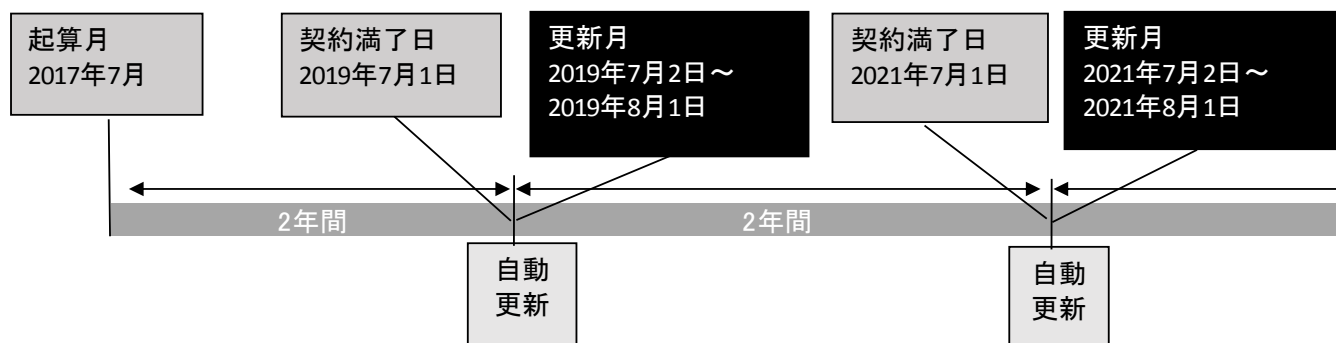 起算月
2017年7月
契約満了日
2019年7月1日
更新月
2019年7月2日～
2019年8月1日
契約満了日
2021年7月1日
更新月
2021年7月2日～
2021年8月1日
2年間
2年間
自動
更新
自動
更新